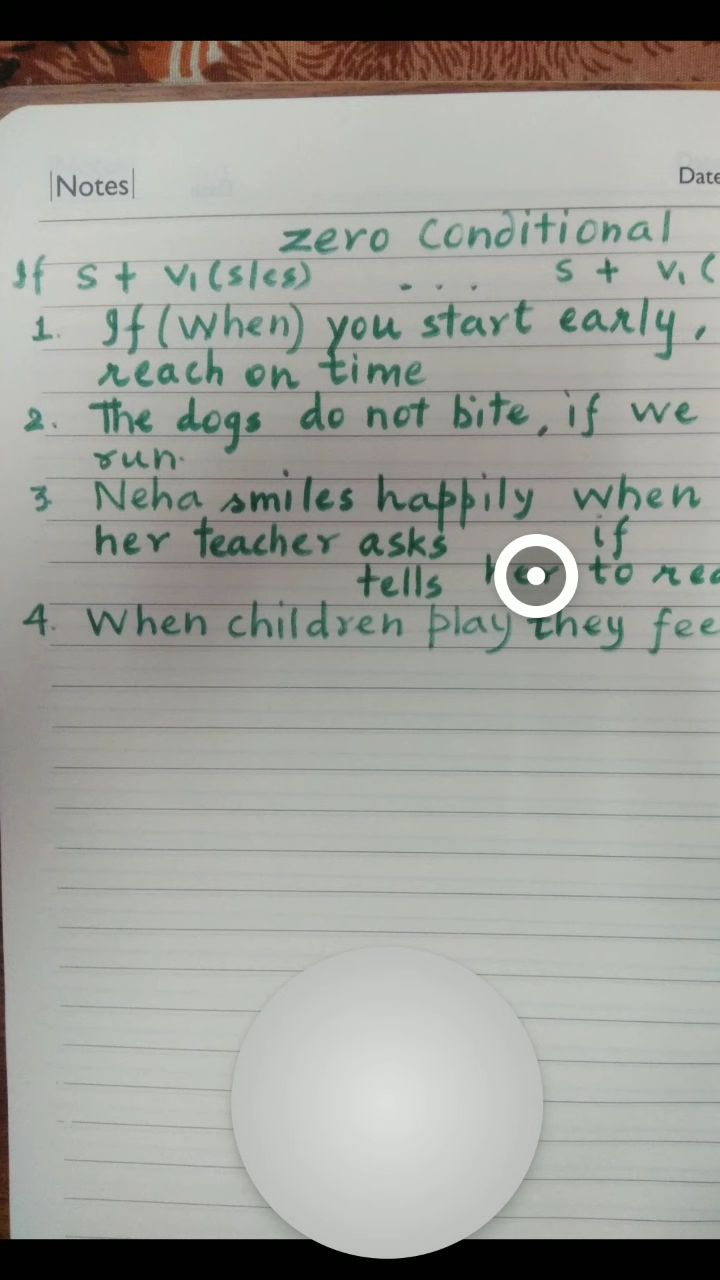 Notes
Date
zero Conditional
If S + V1 (s/es) ... S + V1 (
1. If (When) you start early,
reach on time
2. The dogs do not bite, if we
run.
3 Neha smiles happily when
her teacher asks if
tells her to
4. When children play they